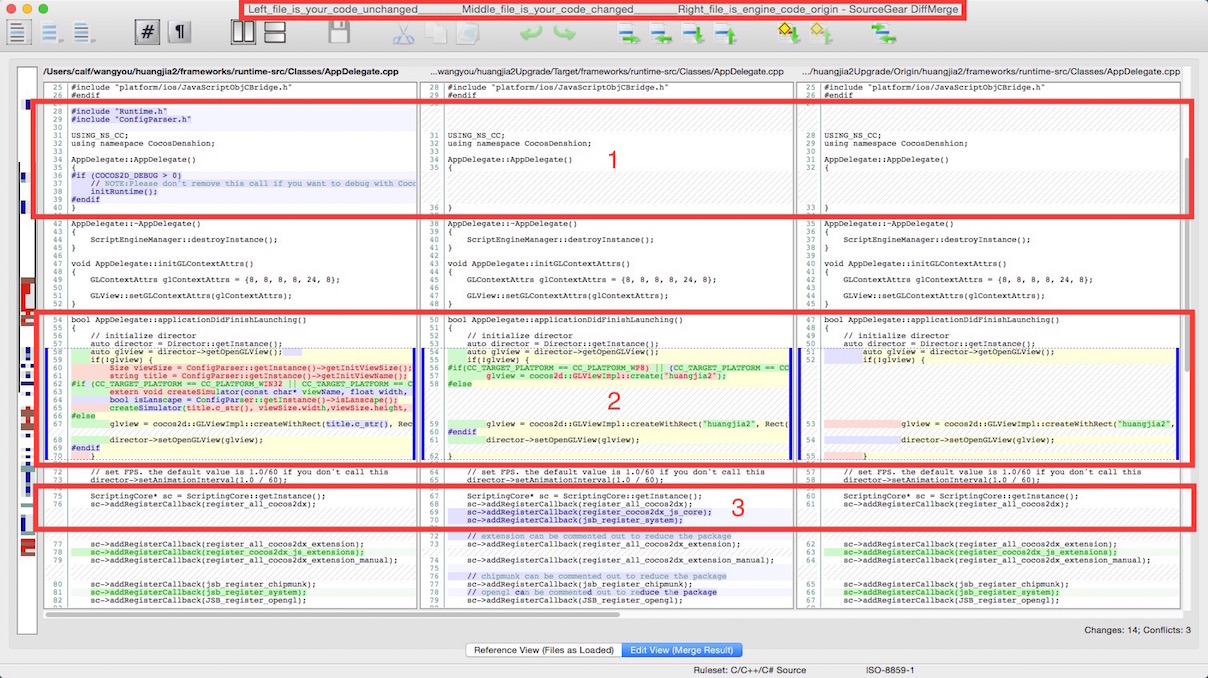 Left_file_is_your_code_unchanged_______Middle_file_is_your_code_changed_______Right_file_is_engine_code_origin - SourceGear DiffMerge
/Users/calf/wangyou/huangjia2/frameworks/runtime-src/Classes/AppDelegate.cpp
25 #include "platform/ios/JavaScriptObjCBridge.h"
26 #endif
28 #include "Runtime.h"
29 #include "ConfigParser.h"
30
31 USING_NS_CC;
32 using namespace CocosDenshion;
33
34 AppDelegate::AppDelegate()
35 {
36 #if (COCOS2D_DEBUG > 0)
37 // NOTE:Please don't remove this call if you want to debug with Coco
38 initRuntime();
39 #endif
40 }
42 AppDelegate::~AppDelegate()
43 {
44 ScriptEngineManager::destroyInstance();
45 }
46
47 void AppDelegate::initGLContextAttrs()
48 {
49 GLContextAttrs glContextAttrs = {8, 8, 8, 8, 24, 8};
50
51 GLView::setGLContextAttrs(glContextAttrs);
52 }
54 bool AppDelegate::applicationDidFinishLaunching()
55 {
56 // initialize director
57 auto director = Director::getInstance();
58 auto glview = director->getOpenGLView();
59 if(!glview) {
60 Size viewSize = ConfigParser::getInstance()->getInitViewSize();
61 string title = ConfigParser::getInstance()->getInitViewName();
62 #if (CC_TARGET_PLATFORM == CC_PLATFORM_WIN32 || CC_TARGET_PLATFORM == C
63 extern void createSimulator(const char* viewName, float width,
64 bool isLanscape = ConfigParser::getInstance()->isLanscape();
65 createSimulator(title.c_str(), viewSize.width,viewSize.height,
66 #else
67 glview = cocos2d::GLViewImpl::createWithRect(title.c_str(), Rec
68 director->setOpenGLView(glview);
69 #endif
70 }
72 // set FPS. the default value is 1.0/60 if you don't call this
73 director->setAnimationInterval(1.0 / 60);
75 ScriptingCore* sc = ScriptingCore::getInstance();
76 sc->addRegisterCallback(register_all_cocos2dx);
77 sc->addRegisterCallback(register_all_cocos2dx_extension);
78 sc->addRegisterCallback(register_cocos2dx_js_extensions);
79 sc->addRegisterCallback(register_all_cocos2dx_extension_manual);
80 sc->addRegisterCallback(jsb_register_chipmunk);
81 sc->addRegisterCallback(jsb_register_system);
82 sc->addRegisterCallback(JSB_register_opengl);
...wangyou/huangjia2Upgrade/Target/frameworks/runtime-src/Classes/AppDelegate.cpp
28 #include "platform/ios/JavaScriptObjCBridge.h"
29 #endif
31 USING_NS_CC;
32 using namespace CocosDenshion;
33
34 AppDelegate::AppDelegate()
35 {
1
36 }
38 AppDelegate::~AppDelegate()
39 {
40 ScriptEngineManager::destroyInstance();
41 }
42
43 void AppDelegate::initGLContextAttrs()
44 {
45 GLContextAttrs glContextAttrs = {8, 8, 8, 8, 24, 8};
46
47 GLView::setGLContextAttrs(glContextAttrs);
48 }
50 bool AppDelegate::applicationDidFinishLaunching()
51 {
52 // initialize director
53 auto director = Director::getInstance();
54 auto glview = director->getOpenGLView();
55 if(!glview) {
56 #if(CC_TARGET_PLATFORM == CC_PLATFORM_WP8) || (CC_TARGET_PLATFORM == CC
57 glview = cocos2d::GLViewImpl::create("huangjia2");
58 #else
2
59 glview = cocos2d::GLViewImpl::createWithRect("huangjia2", Rect(
60 #endif
61 director->setOpenGLView(glview);
62 }
64 // set FPS. the default value is 1.0/60 if you don't call this
65 director->setAnimationInterval(1.0 / 60);
67 ScriptingCore* sc = ScriptingCore::getInstance();
68 sc->addRegisterCallback(register_all_cocos2dx);
3
69 sc->addRegisterCallback(register_cocos2dx_js_core);
70 sc->addRegisterCallback(jsb_register_system);
72 // extension can be commented out to reduce the package
73 sc->addRegisterCallback(register_all_cocos2dx_extension);
74 sc->addRegisterCallback(register_all_cocos2dx_extension_manual);
75
76 // chipmunk can be commented out to reduce the package
77 sc->addRegisterCallback(jsb_register_chipmunk);
78 // opengl can be commented out to reduce the package
79 sc->addRegisterCallback(JSB_register_opengl);
.../huangjia2Upgrade/Origin/huangjia2/frameworks/runtime-src/Classes/AppDelegate.cpp
25 #include "platform/ios/JavaScriptObjCBridge.h"
26 #endif
28 USING_NS_CC;
29 using namespace CocosDenshion;
30
31 AppDelegate::AppDelegate()
32 {
33 }
35 AppDelegate::~AppDelegate()
36 {
37 ScriptEngineManager::destroyInstance();
38 }
39
40 void AppDelegate::initGLContextAttrs()
41 {
42 GLContextAttrs glContextAttrs = {8, 8, 8, 8, 24, 8};
43
44 GLView::setGLContextAttrs(glContextAttrs);
45 }
47 bool AppDelegate::applicationDidFinishLaunching()
48 {
49 // initialize director
50 auto director = Director::getInstance();
51 auto glview = director->getOpenGLView();
52 if(!glview) {
53 glview = cocos2d::GLViewImpl::createWithRect("huangjia2",
54 director->setOpenGLView(glview);
55 }
57 // set FPS. the default value is 1.0/60 if you don't call this
58 director->setAnimationInterval(1.0 / 60);
60 ScriptingCore* sc = ScriptingCore::getInstance();
61 sc->addRegisterCallback(register_all_cocos2dx);
62 sc->addRegisterCallback(register_all_cocos2dx_extension);
63 sc->addRegisterCallback(register_cocos2dx_js_extensions);
64 sc->addRegisterCallback(register_all_cocos2dx_extension_manual);
65 sc->addRegisterCallback(jsb_register_chipmunk);
66 sc->addRegisterCallback(jsb_register_system);
67 sc->addRegisterCallback(JSB_register_opengl);
Changes: 14; Conflicts: 3
Reference View (Files as Loaded) Edit View (Merge Result)
Ruleset: C/C++/C# Source ISO-8859-1